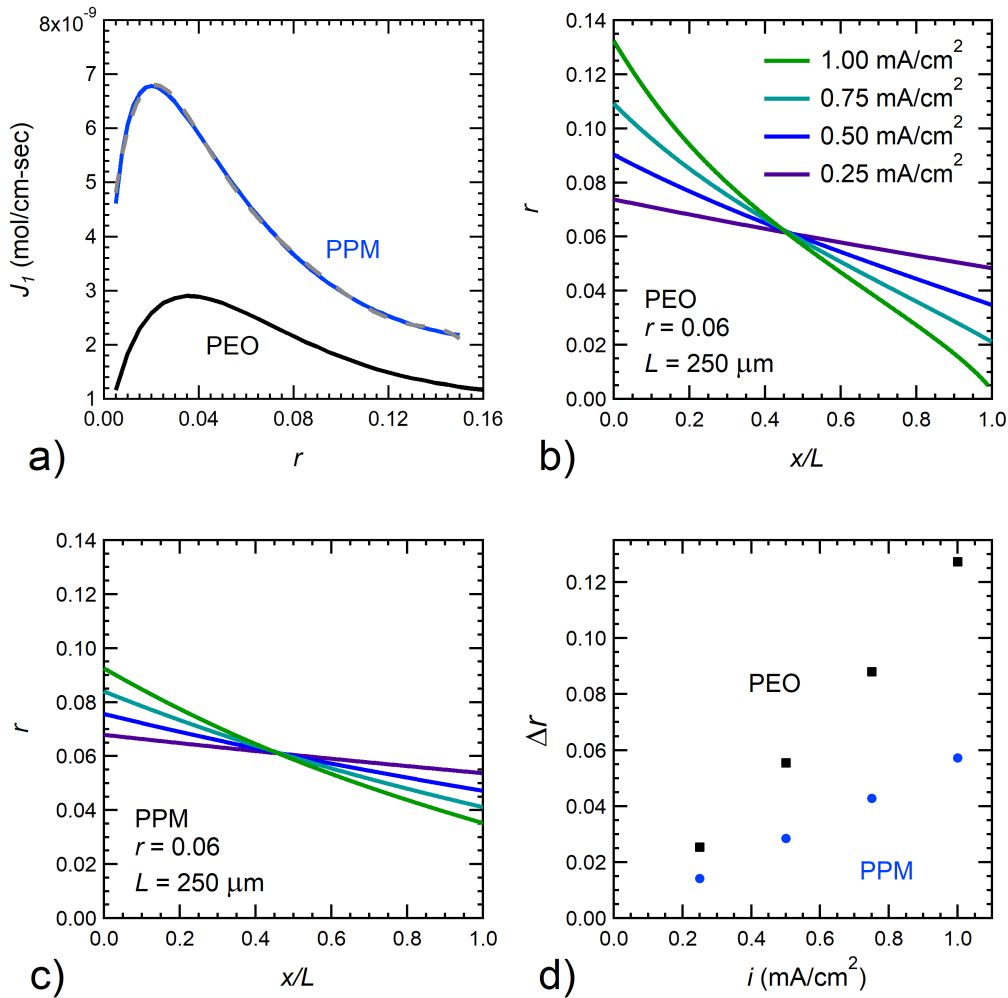 8x10⁻⁹
7
6
5
4
3
2
1
J₁ (mol/cm-sec)
PPM
PEO
0.00
0.04
0.08
0.12
0.16
r
a)
0.14
0.12
0.10
0.08
0.06
0.04
0.02
0.00
r
1.00 mA/cm²
0.75 mA/cm²
0.50 mA/cm²
0.25 mA/cm²
PEO
r = 0.06
L = 250 μm
0.0
0.2
0.4
0.6
0.8
1.0
x/L
b)
0.14
0.12
0.10
0.08
0.06
0.04
0.02
0.00
r
PPM
r = 0.06
L = 250 μm
0.0
0.2
0.4
0.6
0.8
1.0
x/L
c)
0.12
0.10
0.08
0.06
0.04
0.02
0.00
Δr
PEO
PPM
0.0
0.2
0.4
0.6
0.8
1.0
i (mA/cm²)
d)